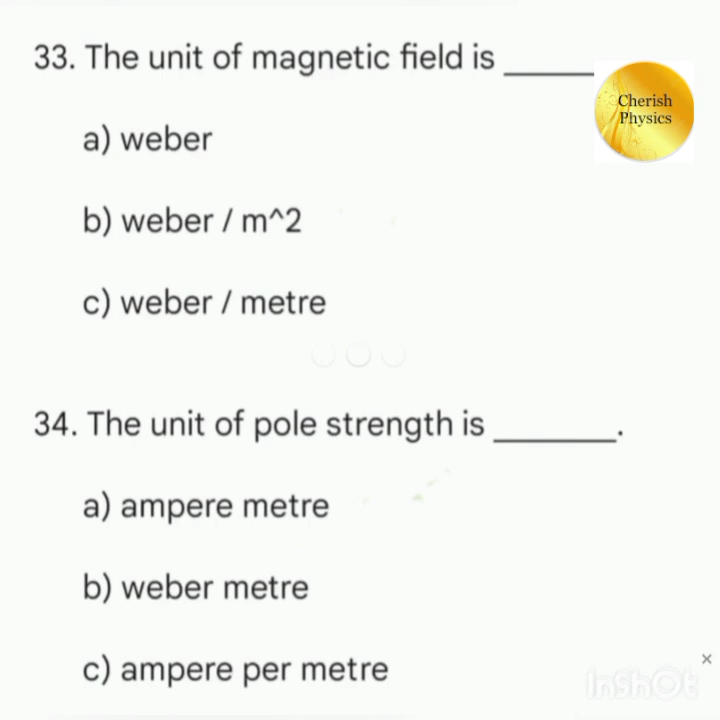 33. The unit of magnetic field is ______
Cherish
Physics
a) weber
b) weber / m^2
c) weber / metre
34. The unit of pole strength is ________.
a) ampere metre
b) weber metre
c) ampere per metre
×
InShOt